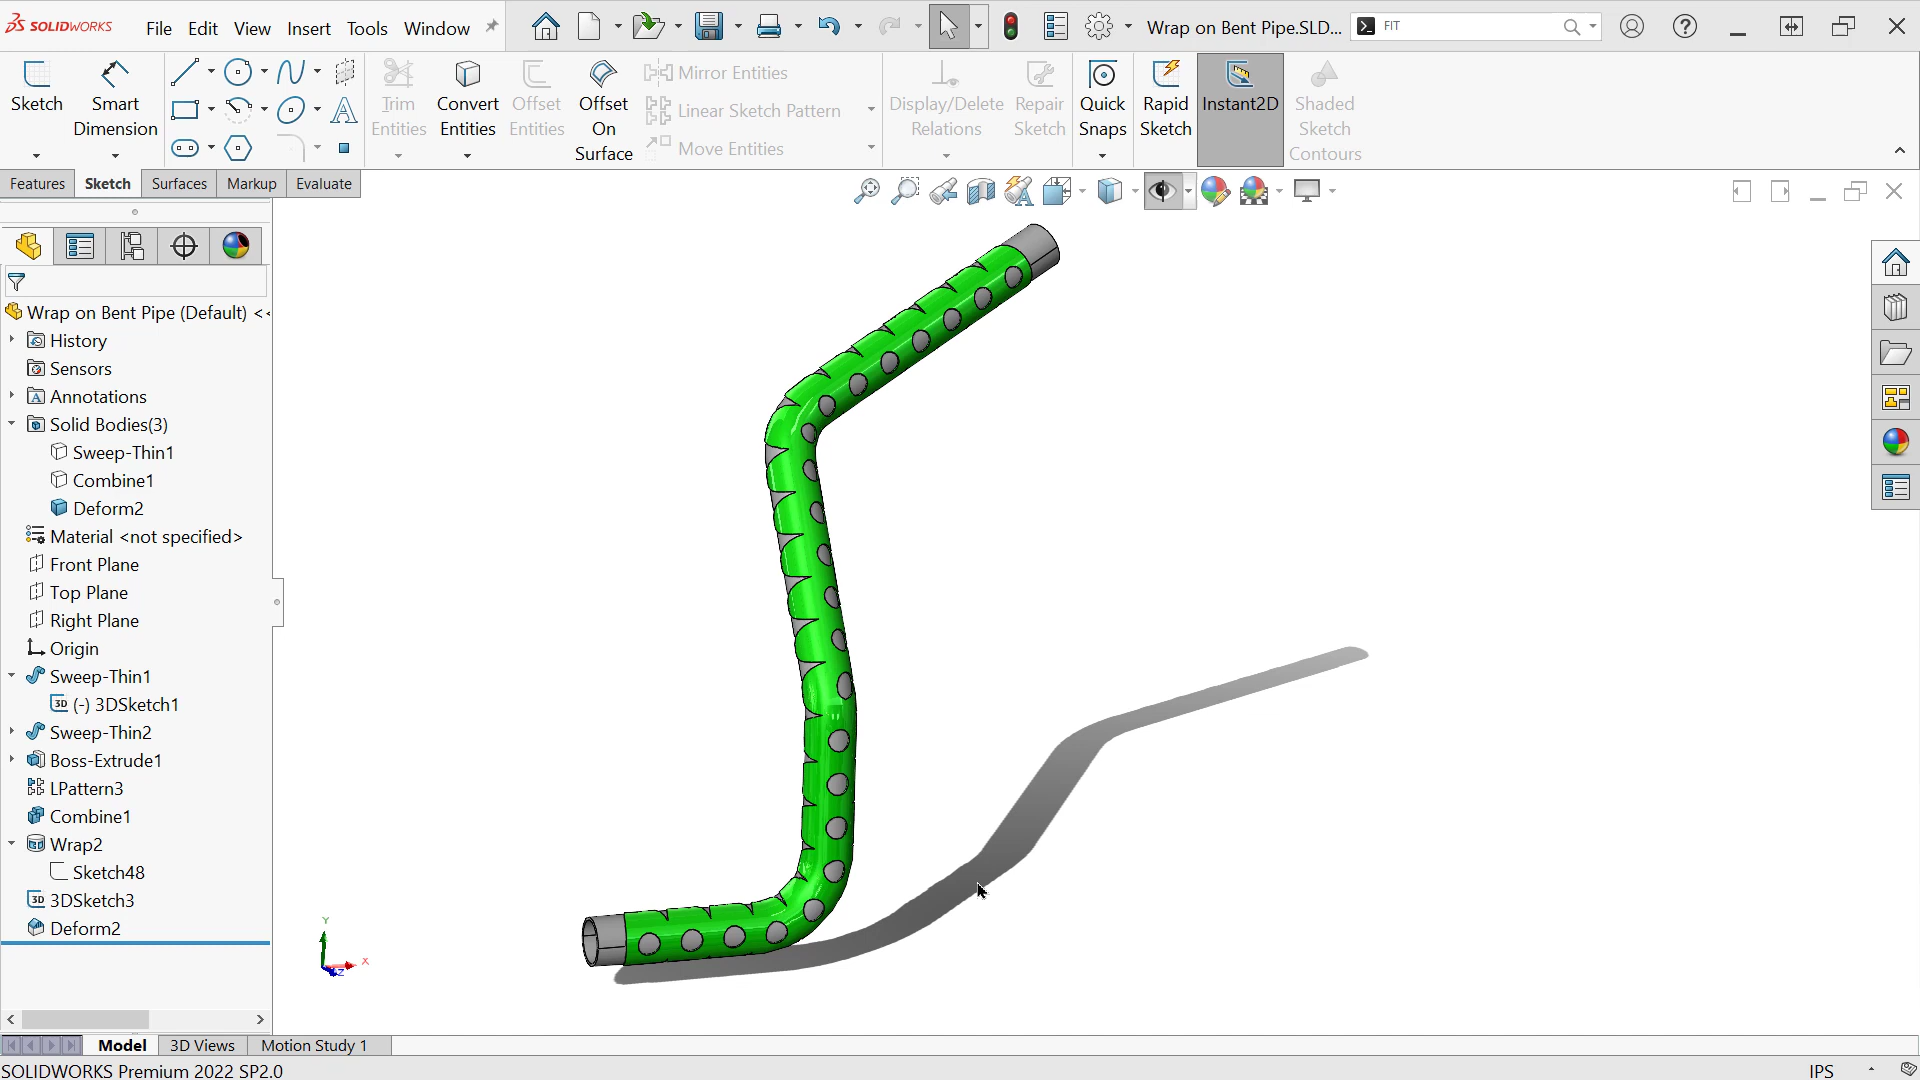 SOLIDWORKS
File Edit View Insert Tools Window
Wrap on Bent Pipe.SLD...
FIT
Sketch
Smart Dimension
Trim Entities
Convert Entities
Offset Entities
Offset On Surface
Mirror Entities
Linear Sketch Pattern
Move Entities
Display/Delete Relations
Repair Sketch
Quick Snaps
Rapid Sketch
Instant2D
Shaded Sketch Contours
Features Sketch Surfaces Markup Evaluate
Wrap on Bent Pipe (Default) <<
History
Sensors
Annotations
Solid Bodies(3)
Sweep-Thin1
Combine1
Deform2
Material <not specified>
Front Plane
Top Plane
Right Plane
Origin
Sweep-Thin1
3D (-) 3DSketch1
Sweep-Thin2
Boss-Extrude1
LPattern3
Combine1
Wrap2
Sketch48
3D 3DSketch3
Deform2
Y
X
Z
Model 3D Views Motion Study 1
SOLIDWORKS Premium 2022 SP2.0
IPS